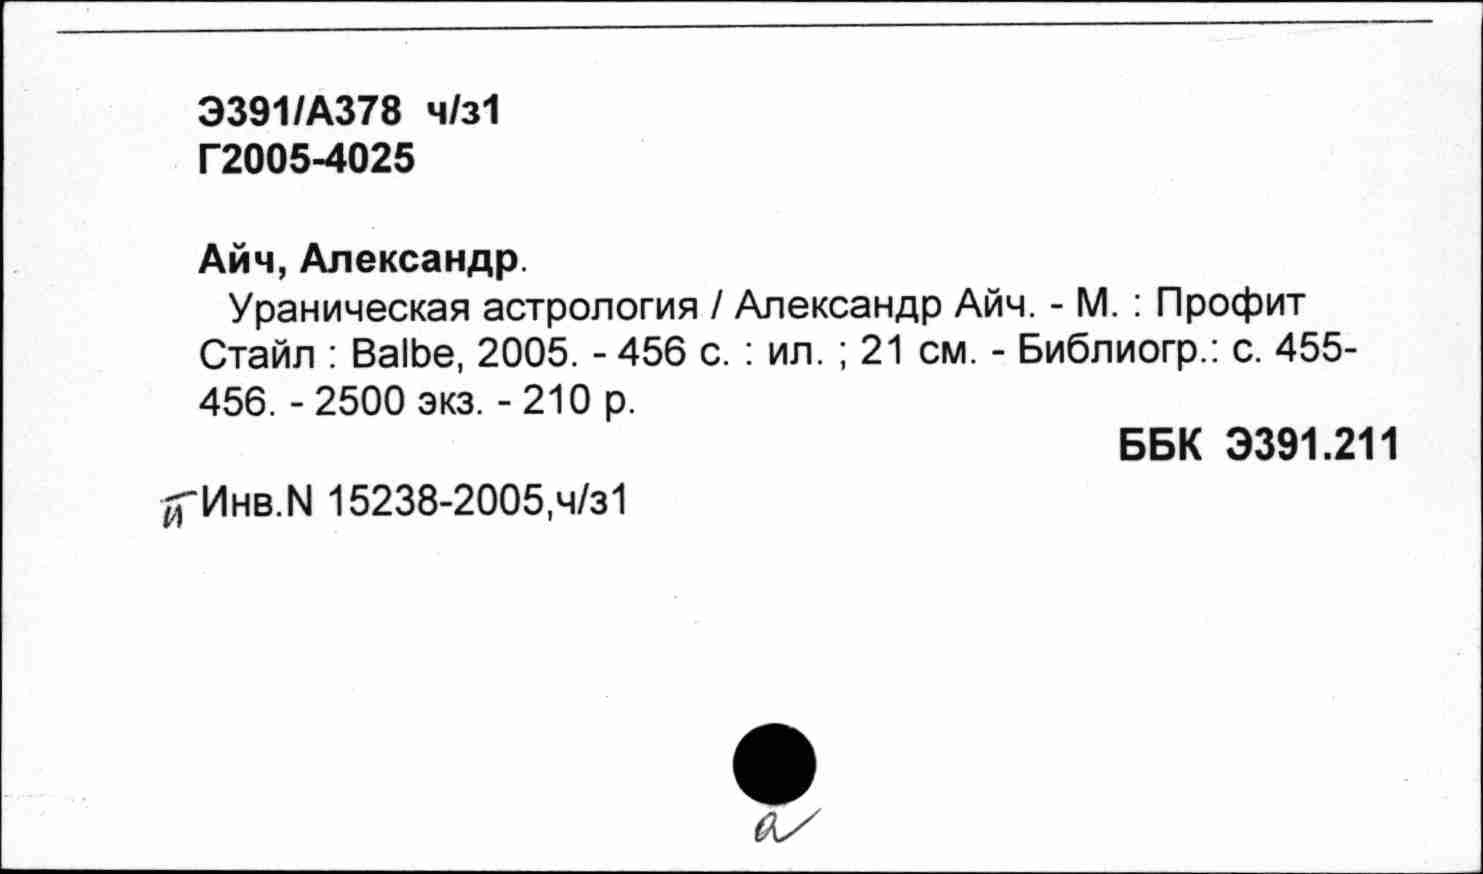 Э391/А378 ч/з1
Г2005-4025
Айч, Александр.
Ураническая астрология / Александр Айч. - М. : Профит
Стайл : Balbe, 2005. - 456 с. : ил. ; 21 см. - Библиогр.: с. 455-
456. - 2500 экз. - 210 р.
ББК Э391.211
Инв.N 15238-2005,ч/з1